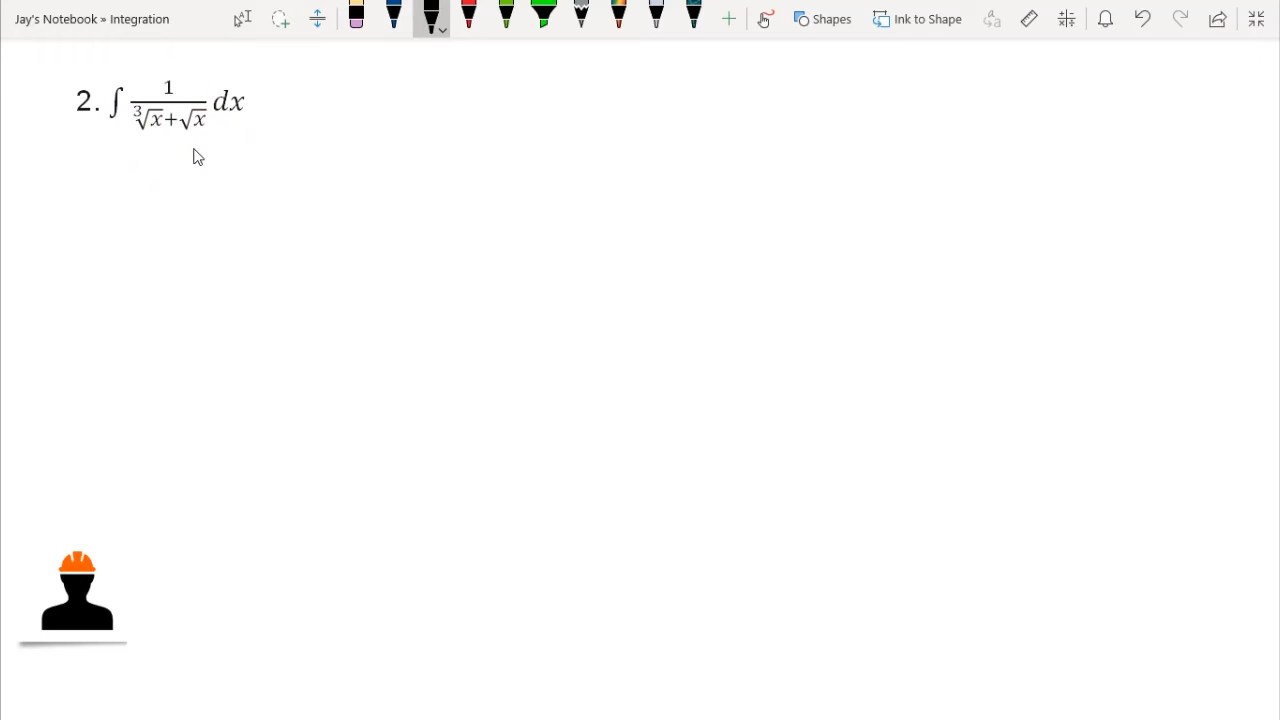 Jay's Notebook » Integration
Shapes
Ink to Shape
2. ∫ 1/(∛x+√x) dx